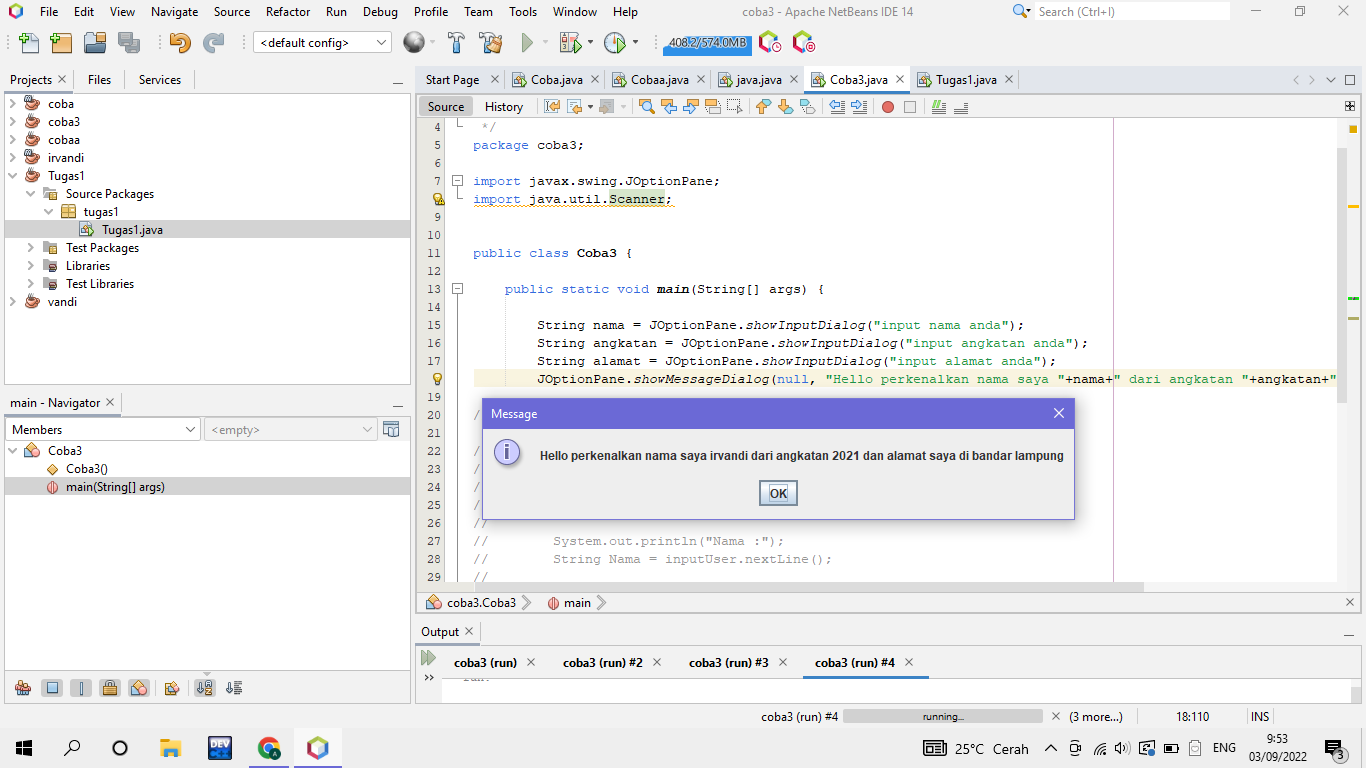 File Edit View Navigate Source Refactor Run Debug Profile Team Tools Window Help
coba3 - Apache NetBeans IDE 14
Search (Ctrl+I)
<default config>
408.2/574.0MB
Projects Files Services
coba
coba3
cobaa
irvandi
Tugas1
Source Packages
tugas1
Tugas1.java
Test Packages
Libraries
Test Libraries
vandi
main - Navigator
Members
<empty>
Coba3
Coba3()
main(String[] args)
Start Page Coba.java Cobaa.java java.java Coba3.java Tugas1.java
Source History
4 */
5 package coba3;
6
7 import javax.swing.JOptionPane;
import java.util.Scanner;
9
10
11 public class Coba3 {
12
13 public static void main(String[] args) {
14
15 String nama = JOptionPane.showInputDialog("input nama anda");
16 String angkatan = JOptionPane.showInputDialog("input angkatan anda");
17 String alamat = JOptionPane.showInputDialog("input alamat anda");
JOptionPane.showMessageDialog(null, "Hello perkenalkan nama saya "+nama+" dari angkatan "+angkatan+"
19
20 /
21
22 /
23 /
24 /
25 /
26 //
27 // System.out.println("Nama :");
28 // String Nama = inputUser.nextLine();
29 //
Message
Hello perkenalkan nama saya irvandi dari angkatan 2021 dan alamat saya di bandar lampung
OK
coba3.Coba3 main
Output
coba3 (run) coba3 (run) #2 coba3 (run) #3 coba3 (run) #4
run:
coba3 (run) #4 running... (3 more...) 18:110 INS
DEV C++
25°C Cerah
ENG
9:53
03/09/2022
3